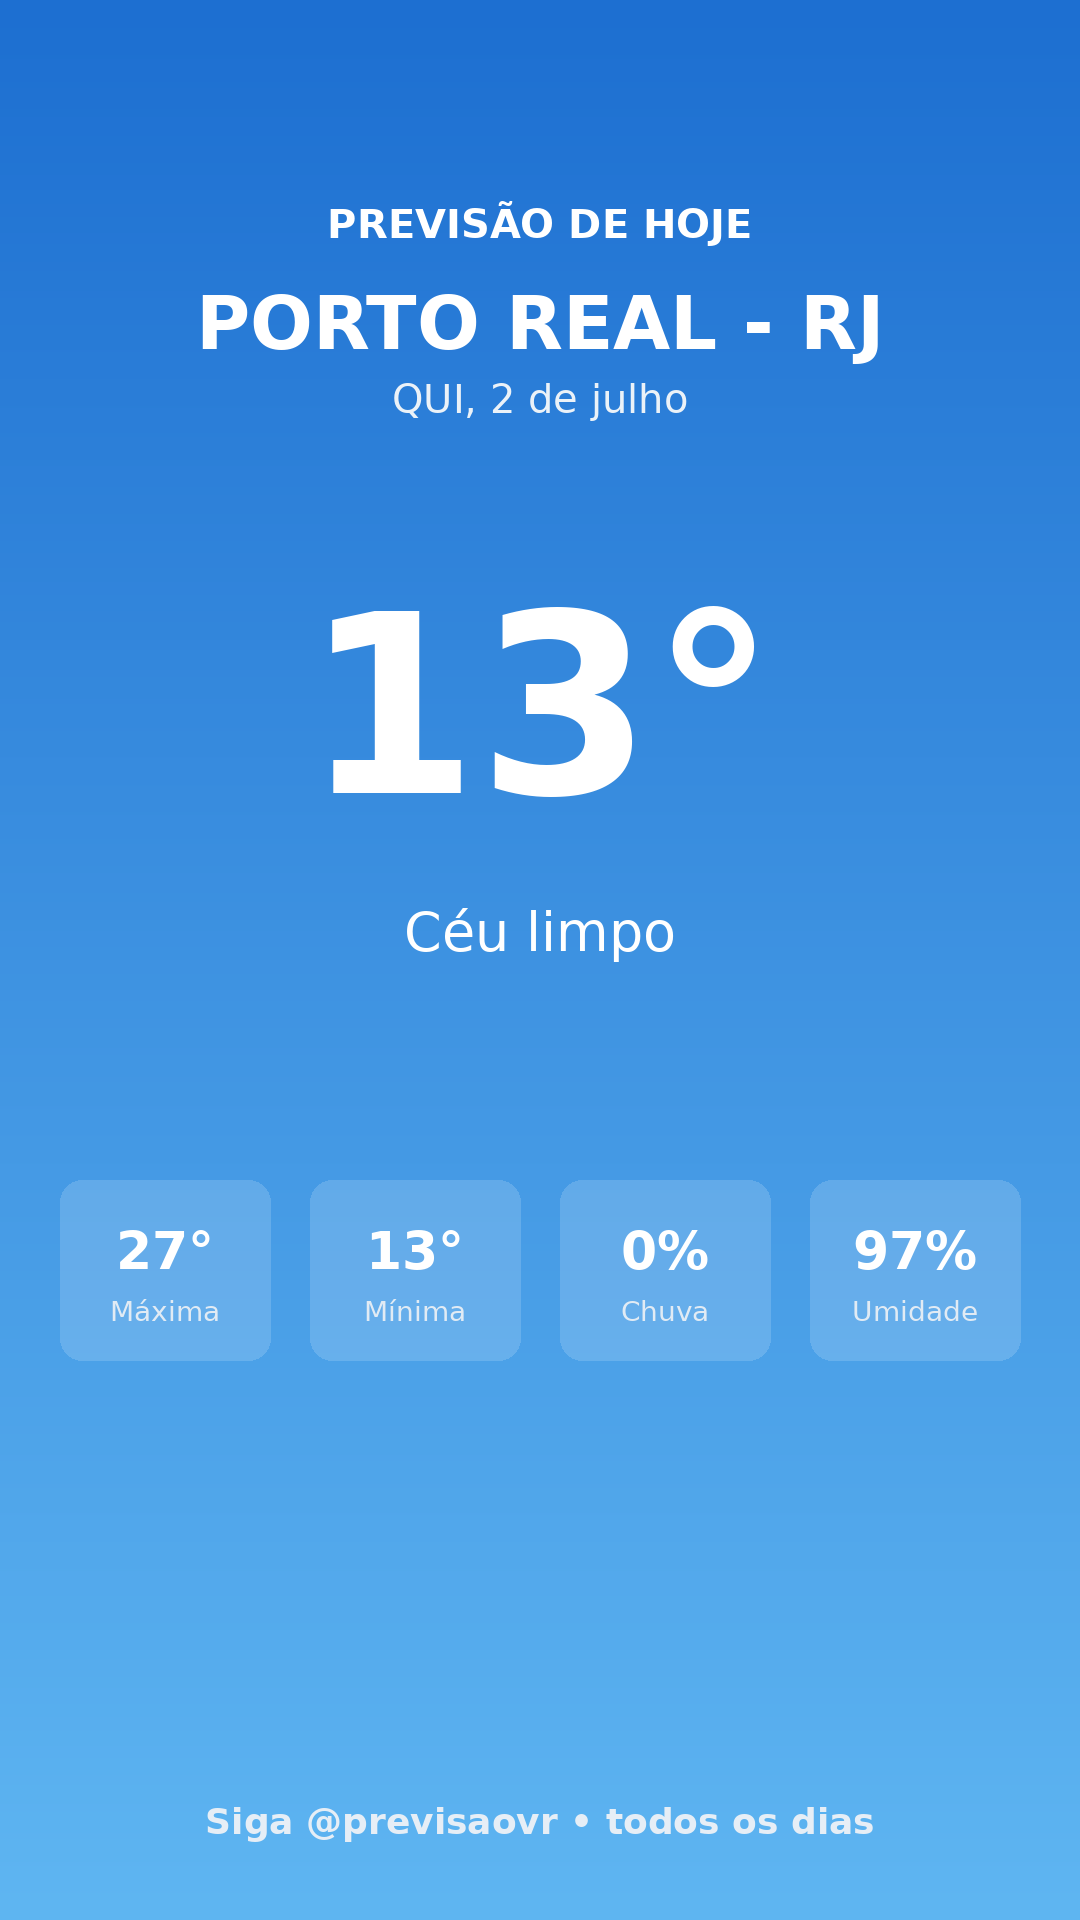 PREVISÃO DE HOJE
PORTO REAL - RJ
QUI, 2 de julho
13°
Céu limpo
27°
Máxima
13°
Mínima
0%
Chuva
97%
Umidade
Siga @previsaovr • todos os dias